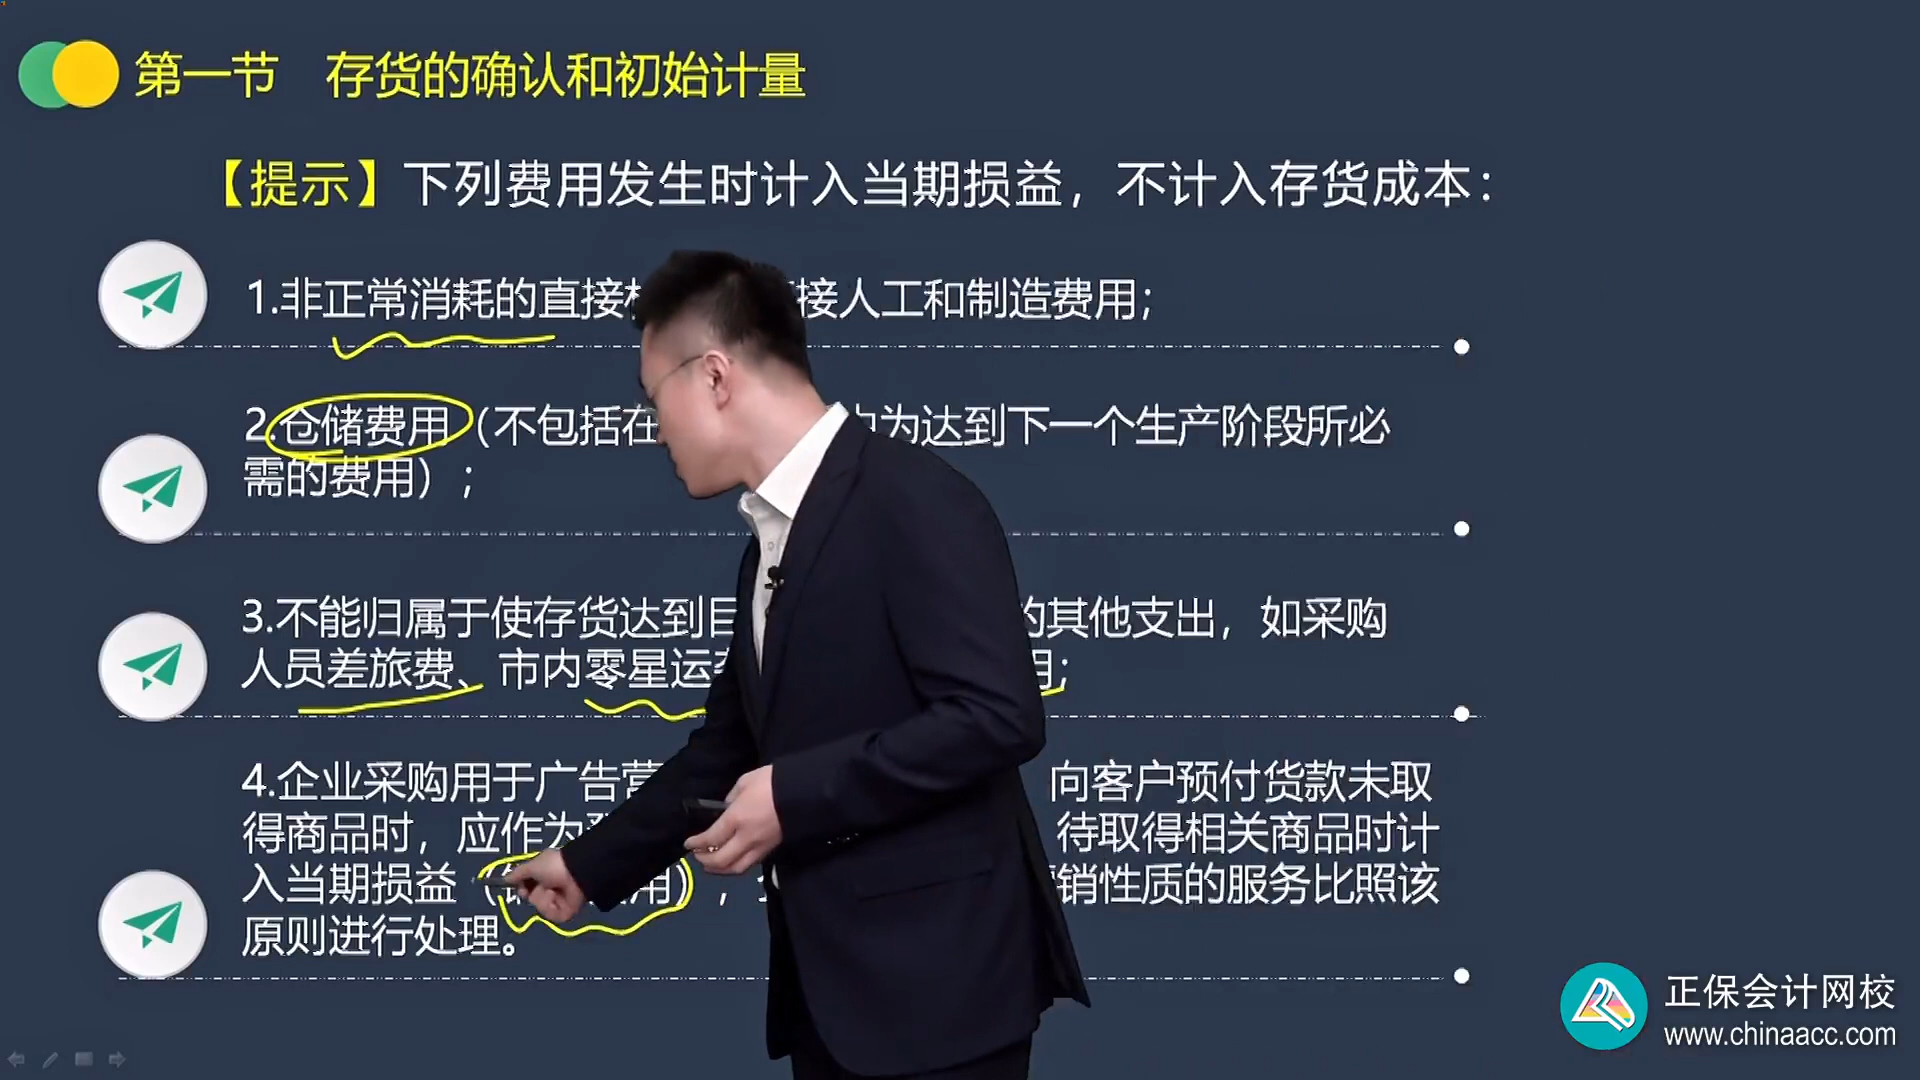 第一节 存货的确认和初始计量
【提示】下列费用发生时计入当期损益，不计入存货成本：
1.非正常消耗的直接 接人工和制造费用；
2.仓储费用（不包括在 为达到下一个生产阶段所必
需的费用）；
3.不能归属于使存货达到 的其他支出，如采购
人员差旅费、市内零星运 用；
4.企业采购用于广告营 向客户预付货款未取
得商品时，应作为 待取得相关商品时计
入当期损益（ 用）， 销性质的服务比照该
原则进行处理。
正保会计网校
www.chinaacc.com